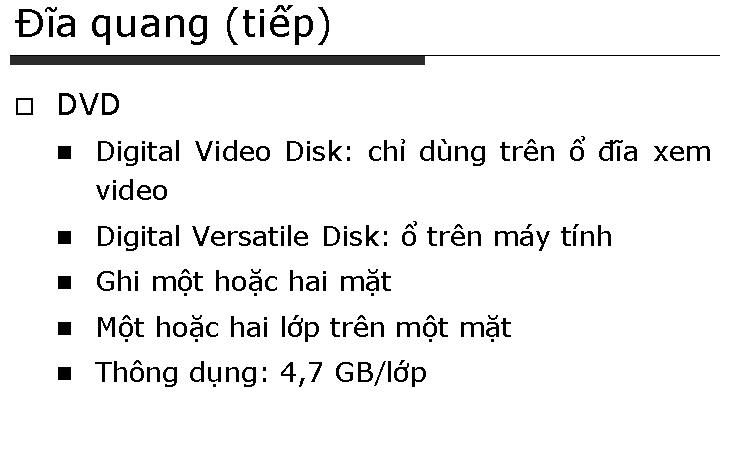 Đĩa quang (tiếp)
DVD
Digital Video Disk: chỉ dùng trên ổ đĩa xem
video
Digital Versatile Disk: ổ trên máy tính
Ghi một hoặc hai mặt
Một hoặc hai lớp trên một mặt
Thông dụng: 4,7 GB/lớp